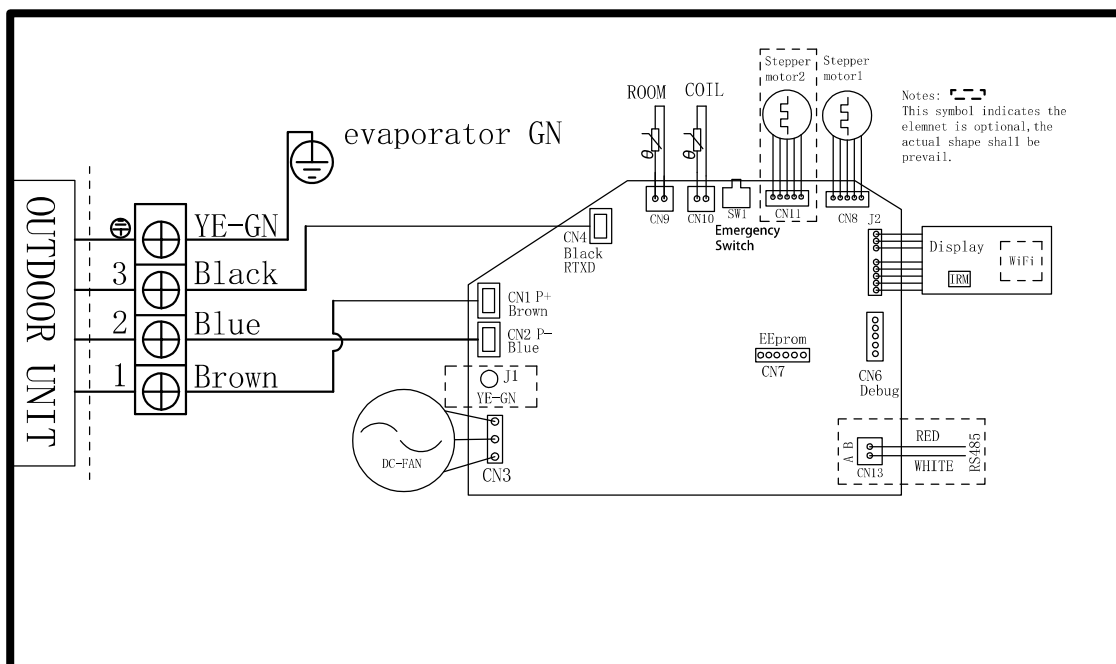 Stepper
motor2
Stepper
motor1
ROOM
COIL
Notes:
This symbol indicates the
elemnet is optional, the
actual shape shall be
prevail.
evaporator GN
θ
θ
CN9
CN10
SW1
Emergency
Switch
CN11
CN8
J2
OUTDOOR UNIT
YE-GN
3
Black
2
Blue
1
Brown
CN4
Black
RTXD
CN1 P+
Brown
CN2 P-
Blue
J1
YE-GN
DC-FAN
CN3
Display
IRM
WiFi
EEprom
CN7
CN6
Debug
A B
CN13
RED
WHITE
RS485